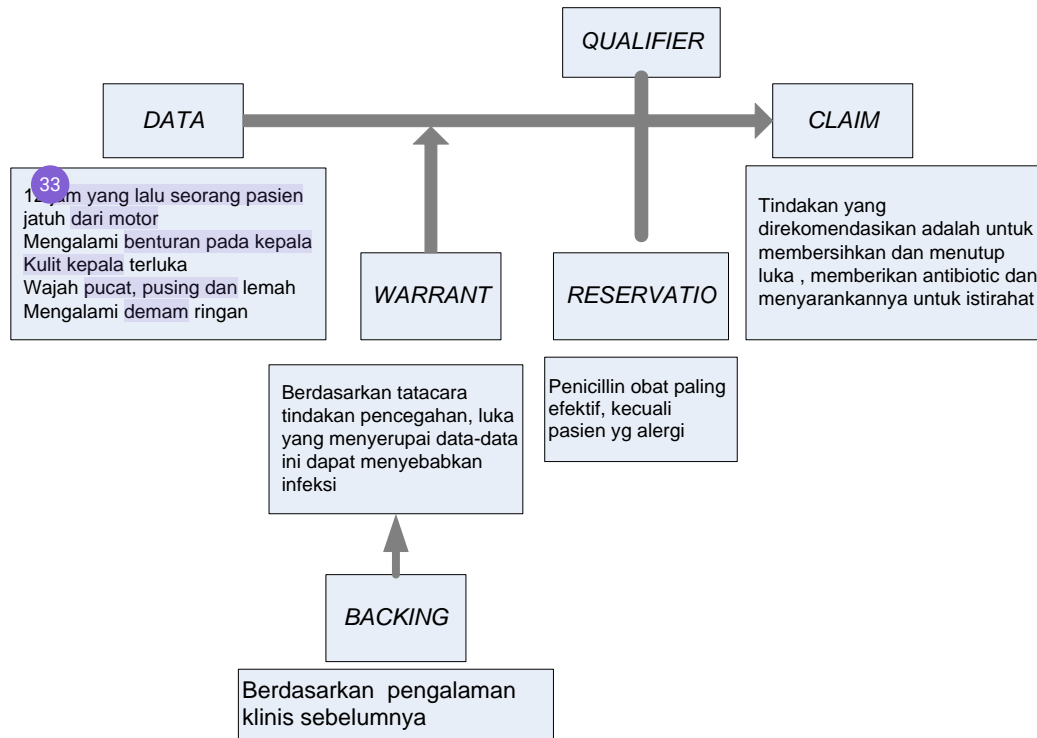 QUALIFIER
DATA
CLAIM
33
jam yang lalu seorang pasien
jatuh dari motor
Mengalami benturan pada kepala
Kulit kepala terluka
Wajah pucat, pusing dan lemah
Mengalami demam ringan
WARRANT
RESERVATIO
Tindakan yang
direkomendasikan adalah untuk
membersihkan dan menutup
luka , memberikan antibiotic dan
menyarankannya untuk istirahat
Berdasarkan tatacara
tindakan pencegahan, luka
yang menyerupai data-data
ini dapat menyebabkan
infeksi
Penicillin obat paling
efektif, kecuali
pasien yg alergi
BACKING
Berdasarkan pengalaman
klinis sebelumnya